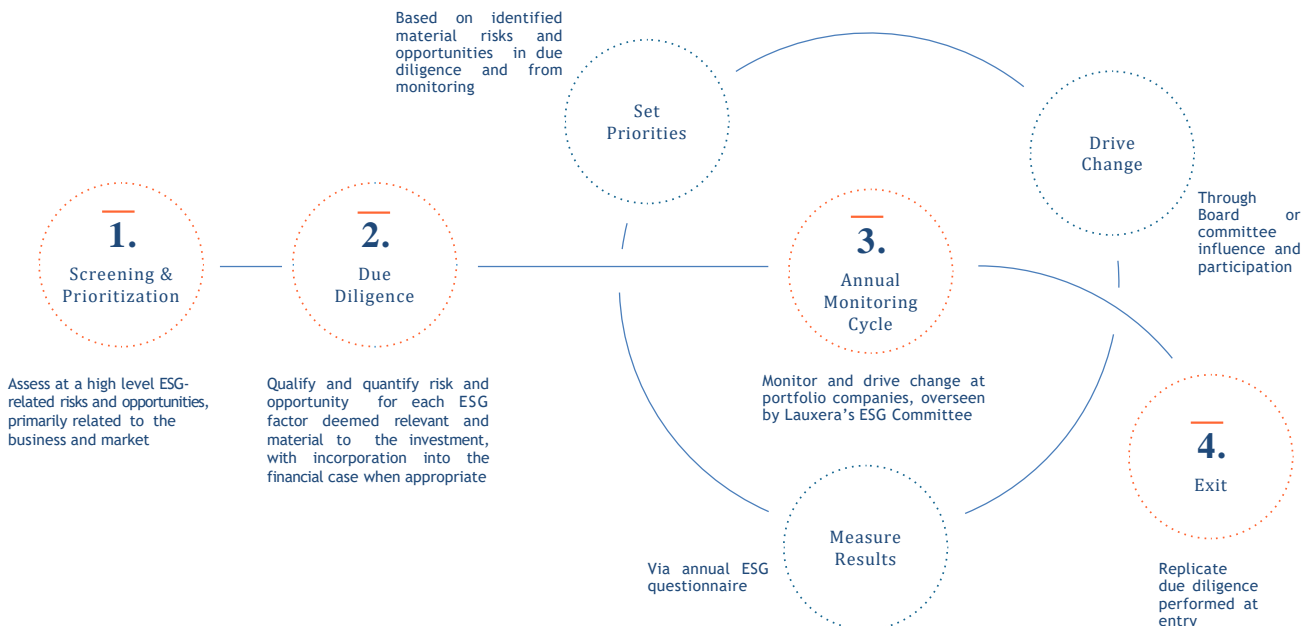 Based on identified
material risks and
opportunities in due
diligence and from
monitoring
Set
Priorities
Drive
Change
Through
Board or
committee
influence and
participation
1.
Screening &
Prioritization
Assess at a high level ESG-
related risks and opportunities,
primarily related to the
business and market
2.
Due
Diligence
Qualify and quantify risk and
opportunity for each ESG
factor deemed relevant and
material to the investment,
with incorporation into the
financial case when appropriate
3.
Annual
Monitoring
Cycle
Monitor and drive change at
portfolio companies, overseen
by Lauxera’s ESG Committee
Measure
Results
Via annual ESG
questionnaire
4.
Exit
Replicate
due diligence
performed at
entry